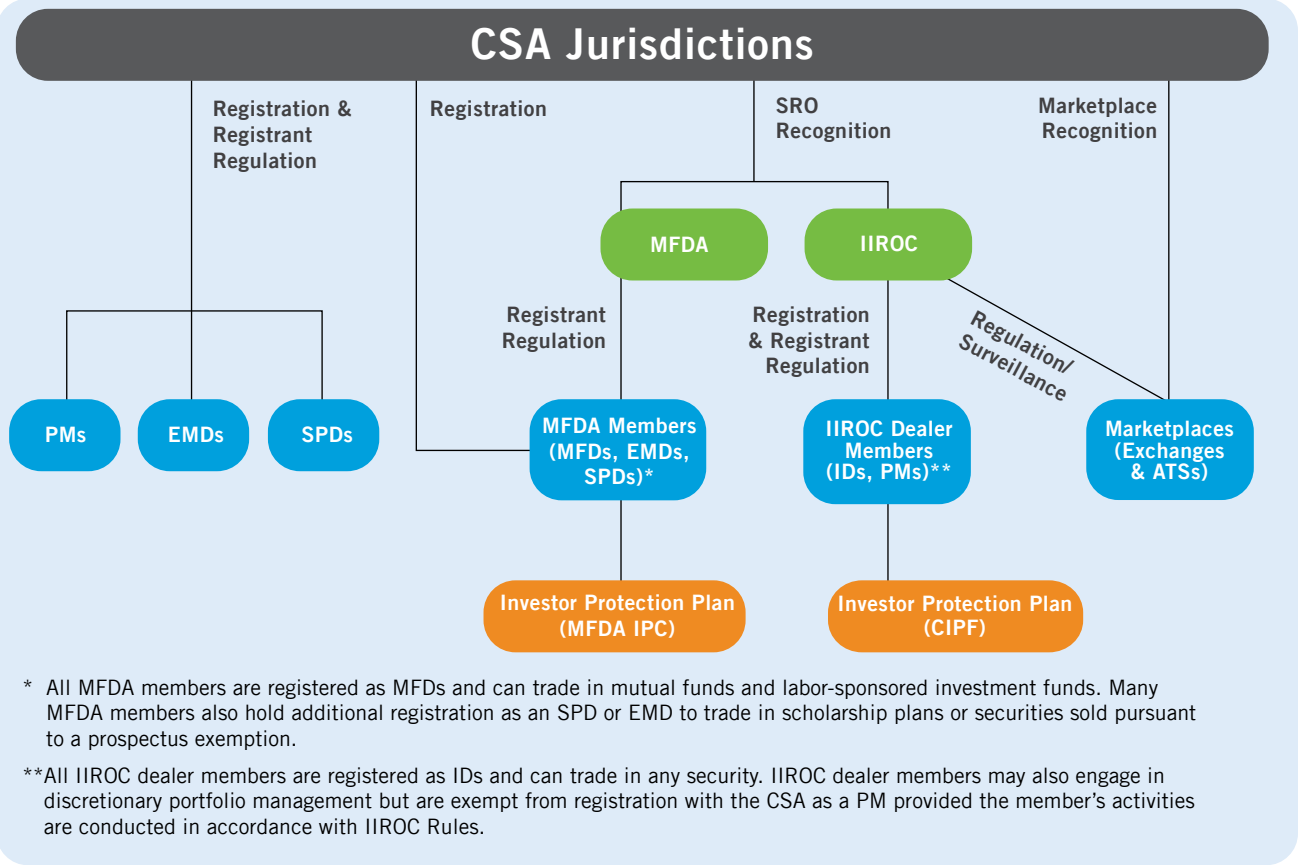 CSA Jurisdictions
Registration &
Registrant
Regulation
Registration
SRO
Recognition
Marketplace
Recognition
MFDA
IIROC
Registrant
Regulation
Registration
& Registrant
Regulation
Regulation/
Surveillance
PMs
EMDs
SPDs
MFDA Members
(MFDs, EMDs,
SPDs)*
IIROC Dealer
Members
(IDs, PMs)**
Marketplaces
(Exchanges
& ATSs)
Investor Protection Plan
(MFDA IPC)
Investor Protection Plan
(CIPF)
* All MFDA members are registered as MFDs and can trade in mutual funds and labor-sponsored investment funds. Many
MFDA members also hold additional registration as an SPD or EMD to trade in scholarship plans or securities sold pursuant
to a prospectus exemption.
**All IIROC dealer members are registered as IDs and can trade in any security. IIROC dealer members may also engage in
discretionary portfolio management but are exempt from registration with the CSA as a PM provided the member's activities
are conducted in accordance with IIROC Rules.